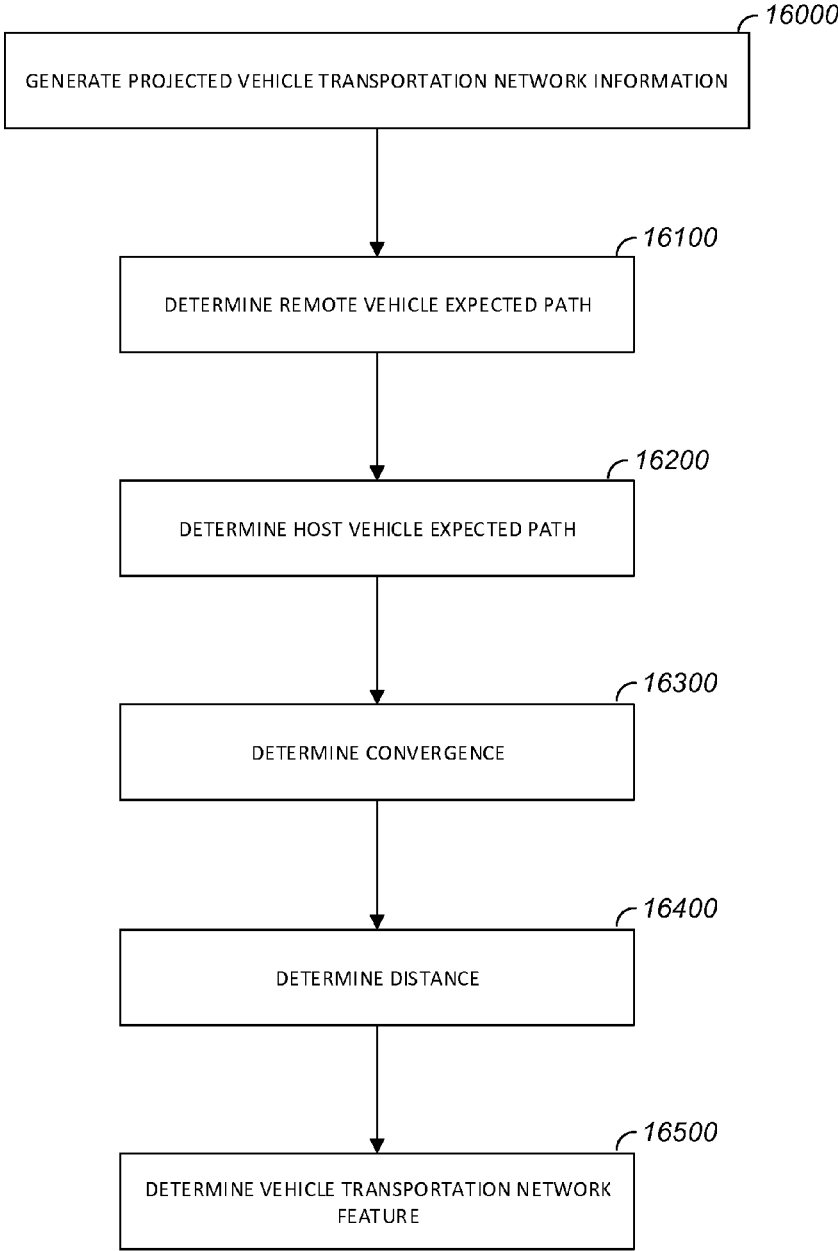 16000
GENERATE PROJECTED VEHICLE TRANSPORTATION NETWORK INFORMATION
16100
DETERMINE REMOTE VEHICLE EXPECTED PATH
16200
DETERMINE HOST VEHICLE EXPECTED PATH
16300
DETERMINE CONVERGENCE
16400
DETERMINE DISTANCE
16500
DETERMINE VEHICLE TRANSPORTATION NETWORK
FEATURE